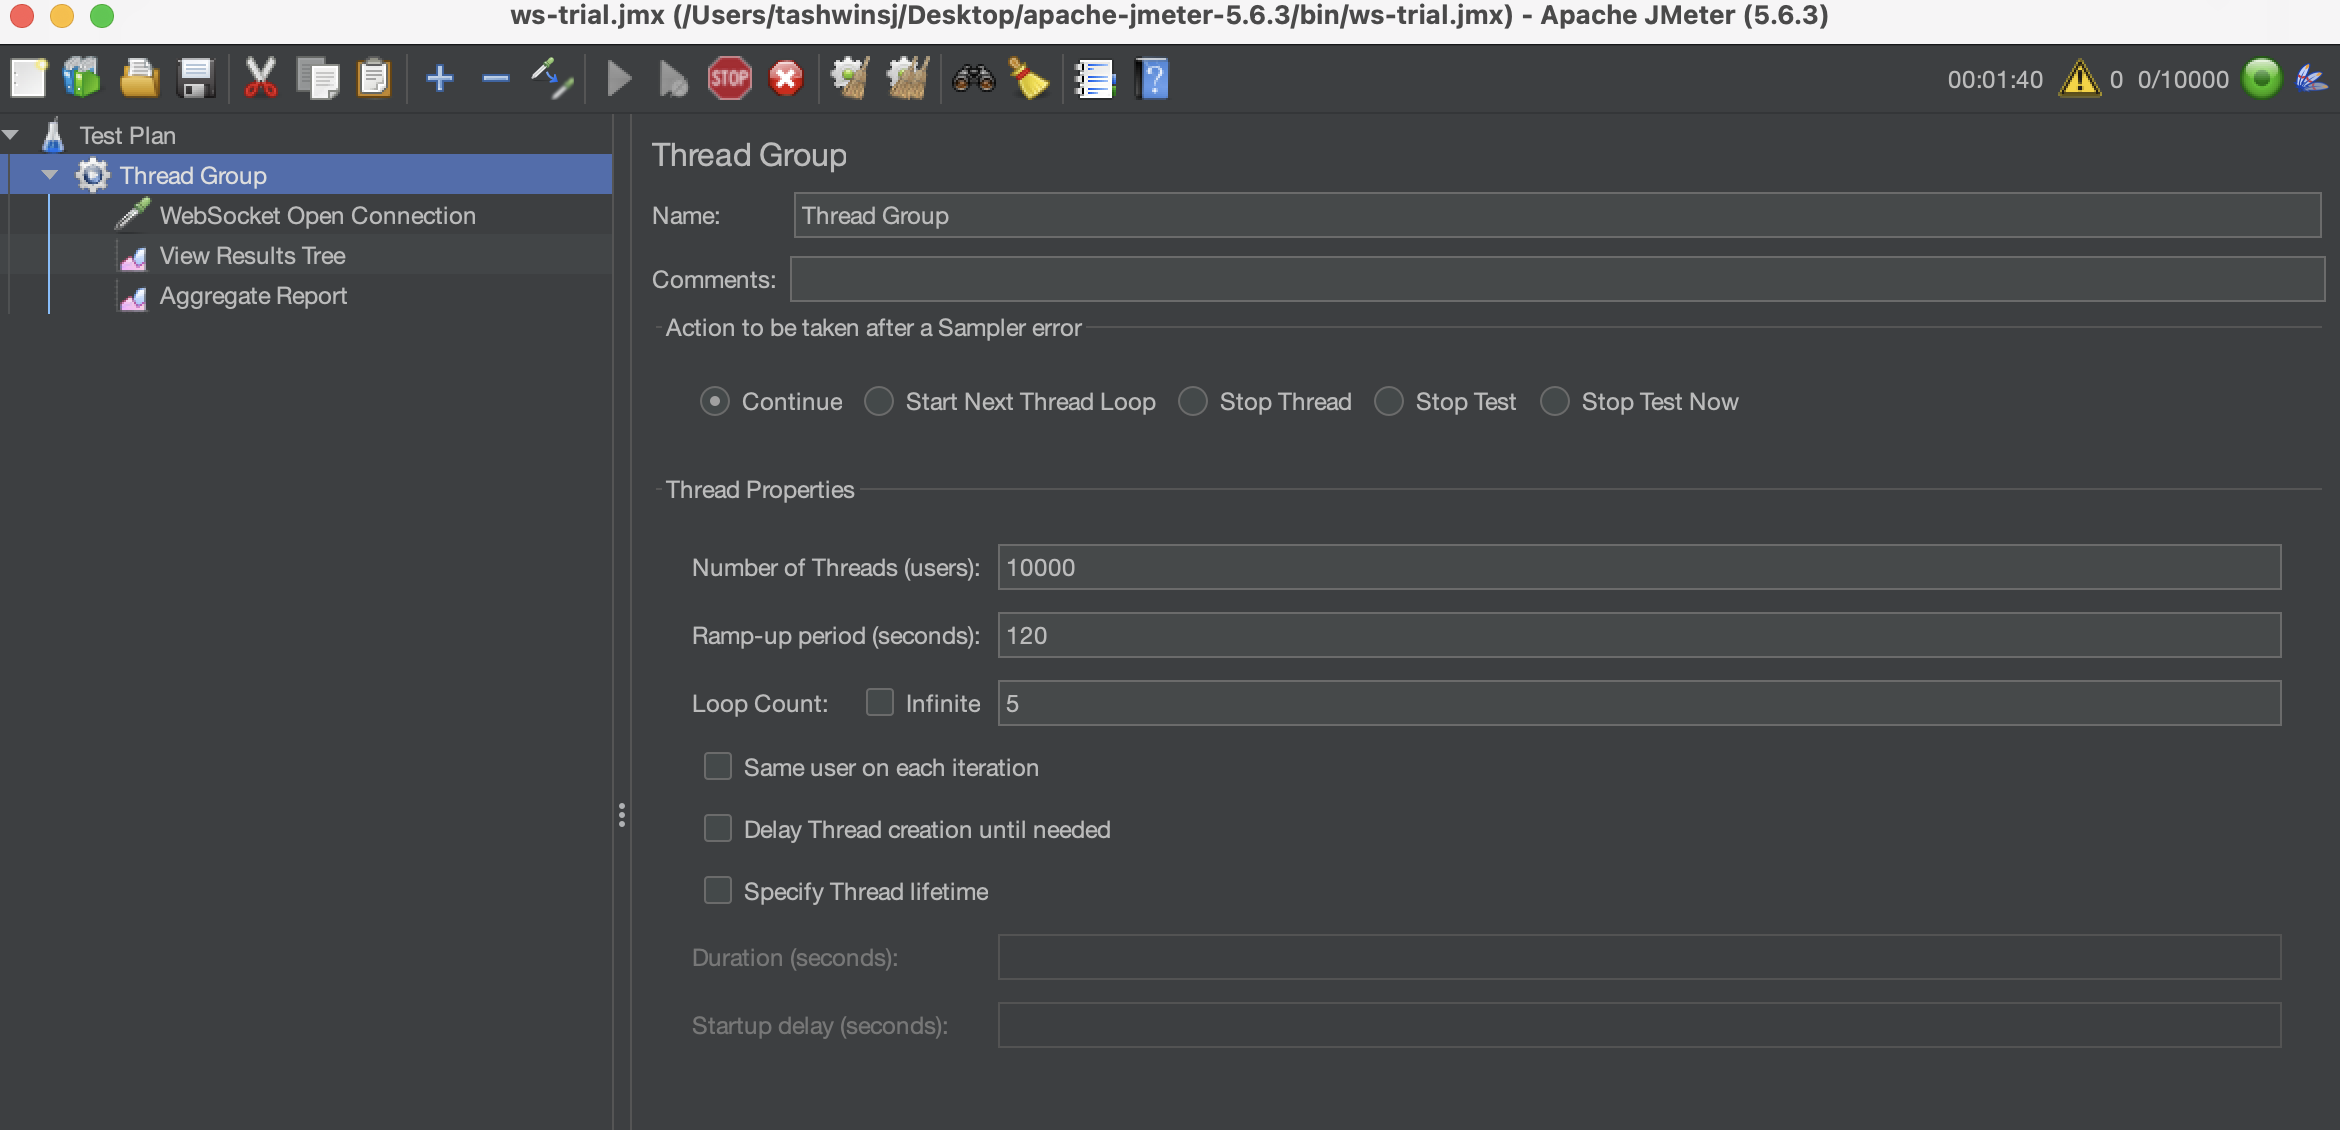 ws-trial.jmx (/Users/tashwinsj/Desktop/apache-jmeter-5.6.3/bin/ws-trial.jmx) - Apache JMeter (5.6.3)
STOP
?
00:01:40 0 0/10000
Test Plan
Thread Group
WebSocket Open Connection
View Results Tree
Aggregate Report
Thread Group
Name: Thread Group
Comments:
Action to be taken after a Sampler error
Continue Start Next Thread Loop Stop Thread Stop Test Stop Test Now
Thread Properties
Number of Threads (users): 10000
Ramp-up period (seconds): 120
Loop Count: Infinite 5
Same user on each iteration
Delay Thread creation until needed
Specify Thread lifetime
Duration (seconds):
Startup delay (seconds):